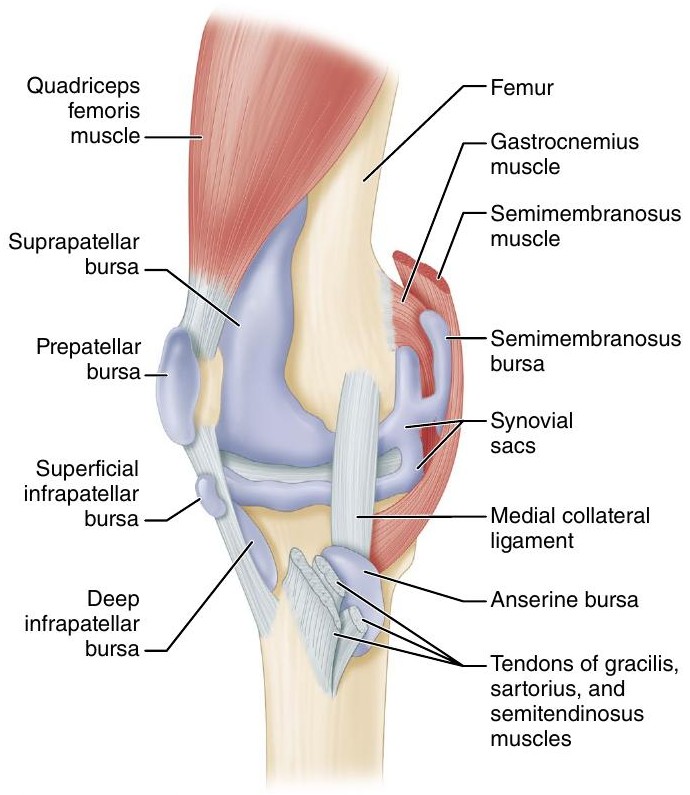 Quadriceps
femoris
muscle
Suprapatellar
bursa
Prepatellar
bursa
Superficial
infrapatellar
bursa
Deep
infrapatellar
bursa
Femur
Gastrocnemius
muscle
Semimembranosus
muscle
Semimembranosus
bursa
Synovial
sacs
Medial collateral
ligament
Anserine bursa
Tendons of gracilis,
sartorius, and
semitendinosus
muscles